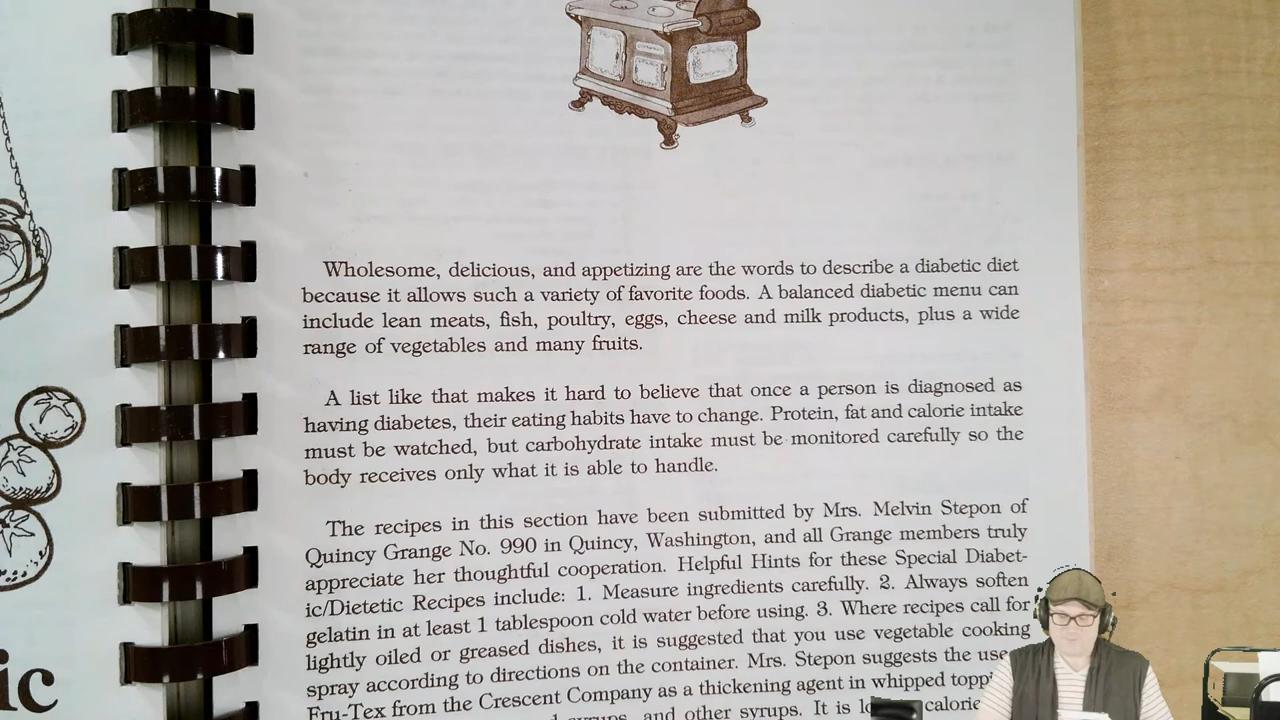 Wholesome, delicious, and appetizing are the words to describe a diabetic diet
because it allows such a variety of favorite foods. A balanced diabetic menu can
include lean meats, fish, poultry, eggs, cheese and milk products, plus a wide
range of vegetables and many fruits.
A list like that makes it hard to believe that once a person is diagnosed as
having diabetes, their eating habits have to change. Protein, fat and calorie intake
must be watched, but carbohydrate intake must be monitored carefully so the
body receives only what it is able to handle.
The recipes in this section have been submitted by Mrs. Melvin Stepon of
Quincy Grange No. 990 in Quincy, Washington, and all Grange members truly
appreciate her thoughtful cooperation. Helpful Hints for these Special Diabet-
ic/Dietetic Recipes include: 1. Measure ingredients carefully. 2. Always soften
gelatin in at least 1 tablespoon cold water before using. 3. Where recipes call for
lightly oiled or greased dishes, it is suggested that you use vegetable cooking
spray according to directions on the container. Mrs. Stepon suggests the use
Fru-Tex from the Crescent Company as a thickening agent in whipped
syrups, and other syrups. It is
ic